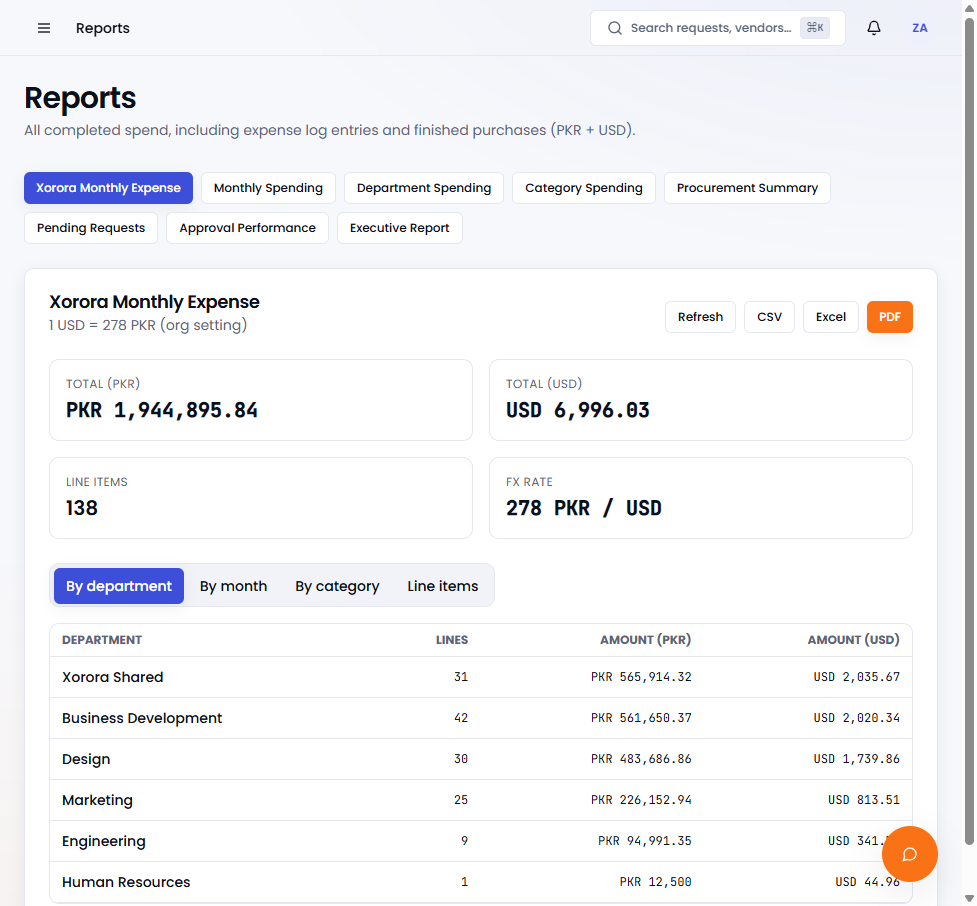 Reports
Search requests, vendors... ⌘K
ZA
Reports
All completed spend, including expense log entries and finished purchases (PKR + USD).
Xorora Monthly Expense
Monthly Spending
Department Spending
Category Spending
Procurement Summary
Pending Requests
Approval Performance
Executive Report
Xorora Monthly Expense
1 USD = 278 PKR (org setting)
Refresh
CSV
Excel
PDF
TOTAL (PKR)
PKR 1,944,895.84
TOTAL (USD)
USD 6,996.03
LINE ITEMS
138
FX RATE
278 PKR / USD
By department
By month
By category
Line items
DEPARTMENT LINES AMOUNT (PKR) AMOUNT (USD)
Xorora Shared 31 PKR 565,914.32 USD 2,035.67
Business Development 42 PKR 561,650.37 USD 2,020.34
Design 30 PKR 483,686.86 USD 1,739.86
Marketing 25 PKR 226,152.94 USD 813.51
Engineering 9 PKR 94,991.35 USD 341.
Human Resources 1 PKR 12,500 USD 44.96